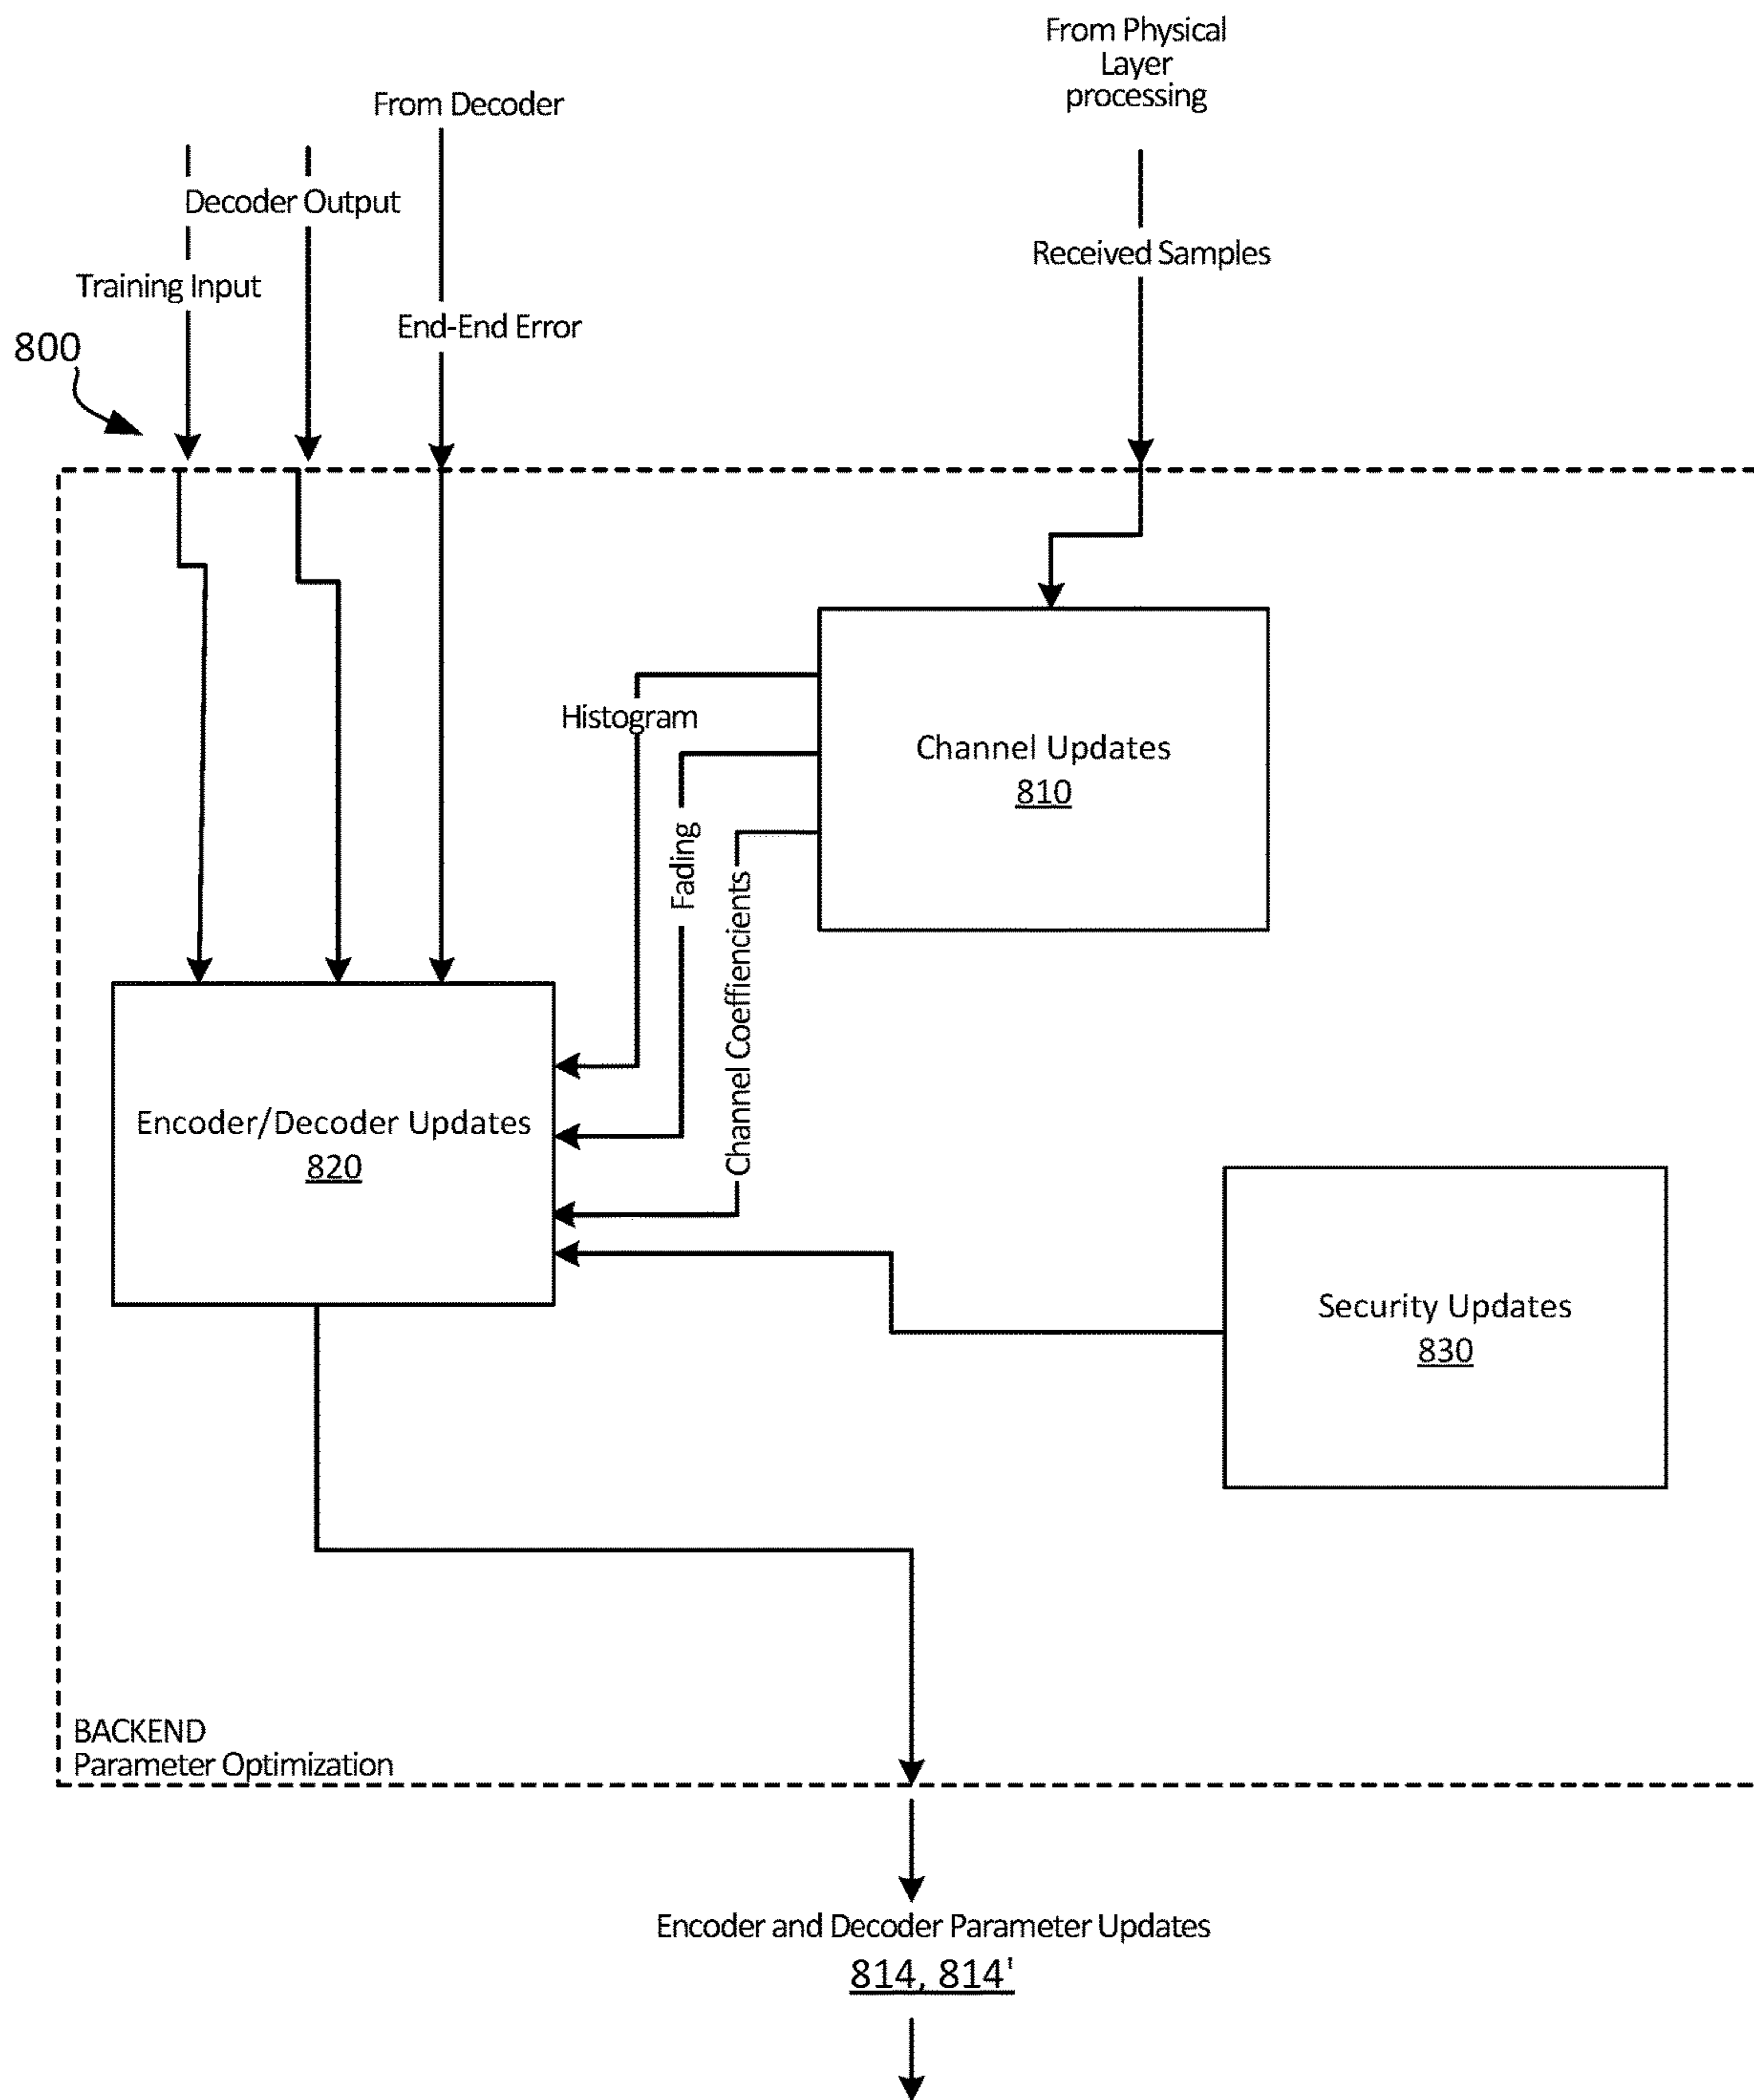 From Physical
Layer
processing
From Decoder
Decoder Output
Received Samples
Training Input
End-End Error
800
Histogram
Channel Updates
810
Fading
Channel Coeffiencients
Encoder/Decoder Updates
820
Security Updates
830
BACKEND
Parameter Optimization
Encoder and Decoder Parameter Updates
814, 814'